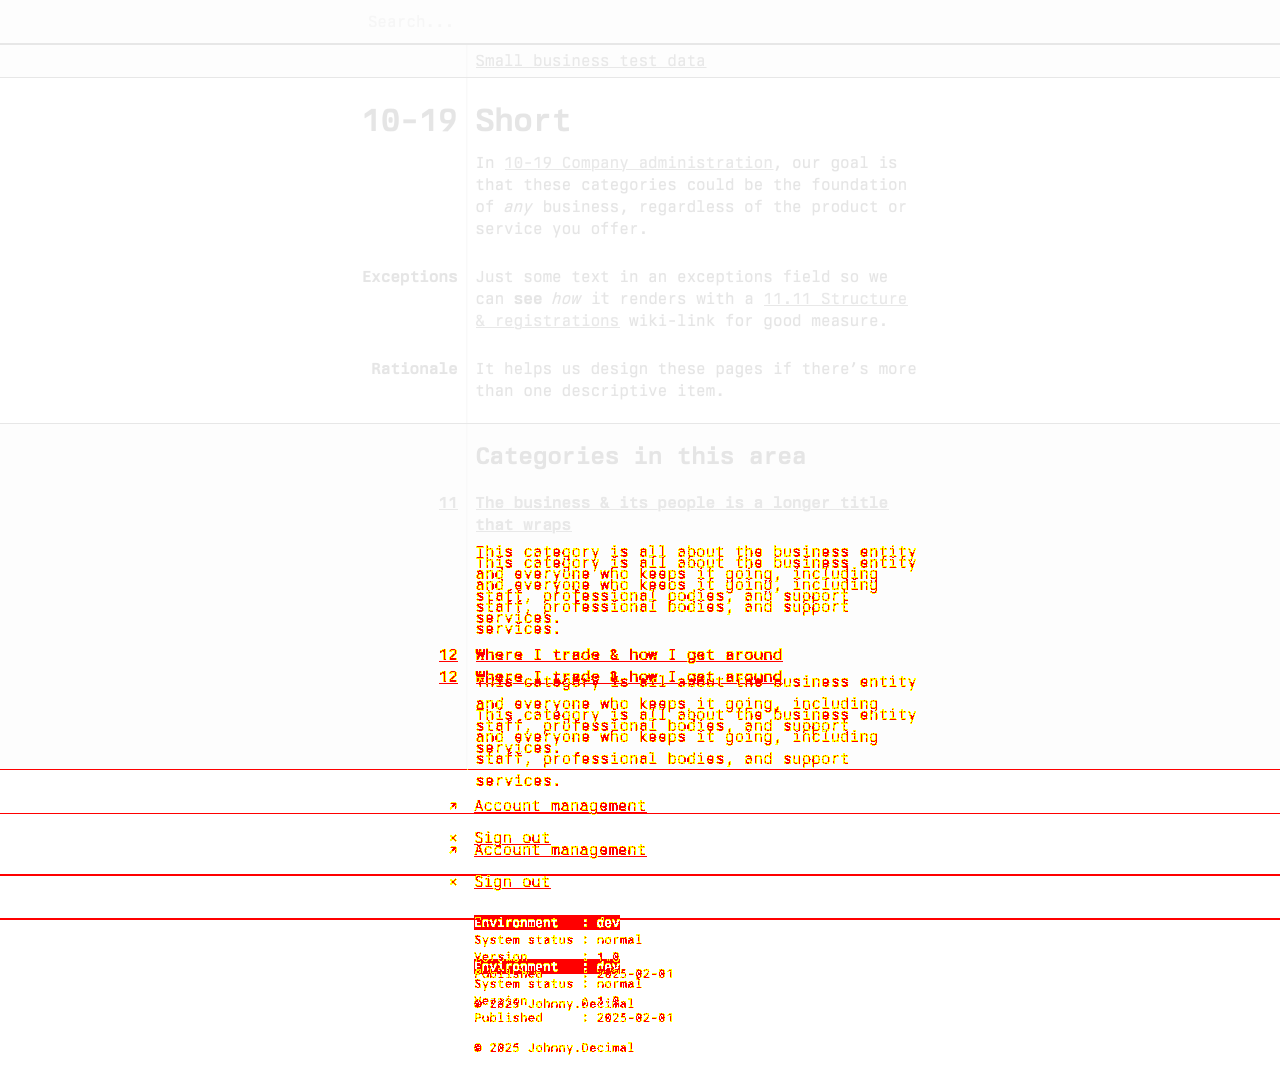 Search...
Small business test data
10-19 Short
In 10-19 Company administration, our goal is
that these categories could be the foundation
of any business, regardless of the product or
service you offer.
Exceptions Just some text in an exceptions field so we
can see how it renders with a 11.11 Structure
& registrations wiki-link for good measure.
Rationale It helps us design these pages if there’s more
than one descriptive item.
Categories in this area
11 The business & its people is a longer title
that wraps
This category is all about the business entity
This category is all about the business entity
and everyone who keeps it going, including
and everyone who keeps it going, including
staff, professional bodies, and support
staff, professional bodies, and support
services.
services.
12 Where I trade & how I get around
12 Where I trade & how I get around
This category is all about the business entity
and everyone who keeps it going, including
This category is all about the business entity
staff, professional bodies, and support
and everyone who keeps it going, including
services.
staff, professional bodies, and support
services.
↗ Account management
× Sign out
↗ Account management
× Sign out
Environment : dev
System status : normal
Version : 1.0
Environment : dev
Published : 2025-02-01
System status : normal
Version : 1.0
© 2025 Johnny.Decimal
Published : 2025-02-01
© 2025 Johnny.Decimal